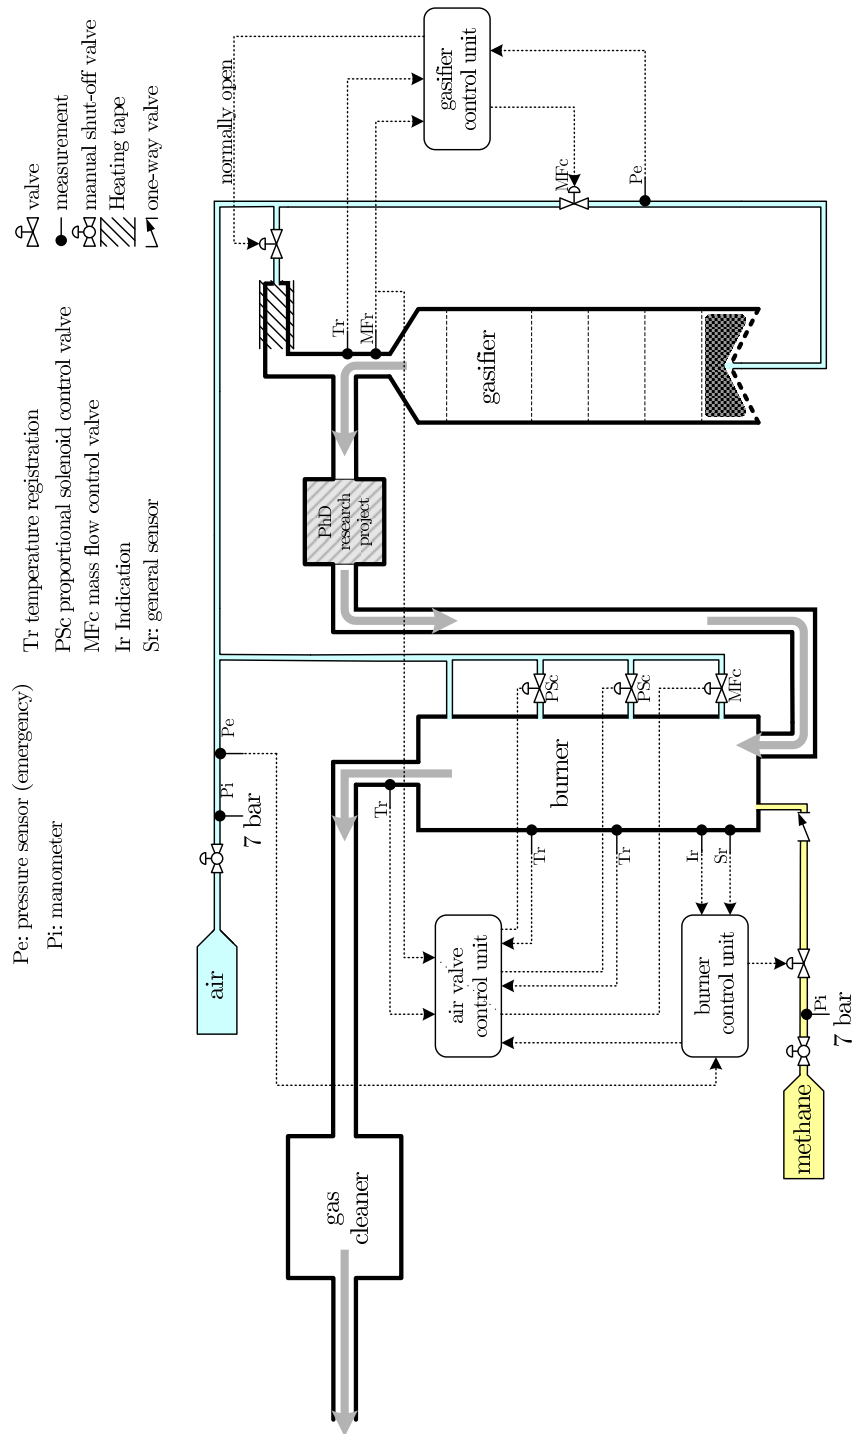 Pe: pressure sensor (emergency)
Pi: manometer
Tr temperature registration
PSc proportional solenoid control valve
MFc mass flow control valve
Ir Indication
Sr: general sensor
valve
measurement
manual shut-off valve
Heating tape
one-way valve
air
Pi
7 bar
Pe
normally open
gasifier
control unit
MFc
Pe
Tr
MFr
gasifier
PhD
research
project
PSc
PSc
MFc
burner
Tr
Tr
Tr
Ir
Sr
air valve
control unit
burner
control unit
gas
cleaner
methane
Pi
7 bar